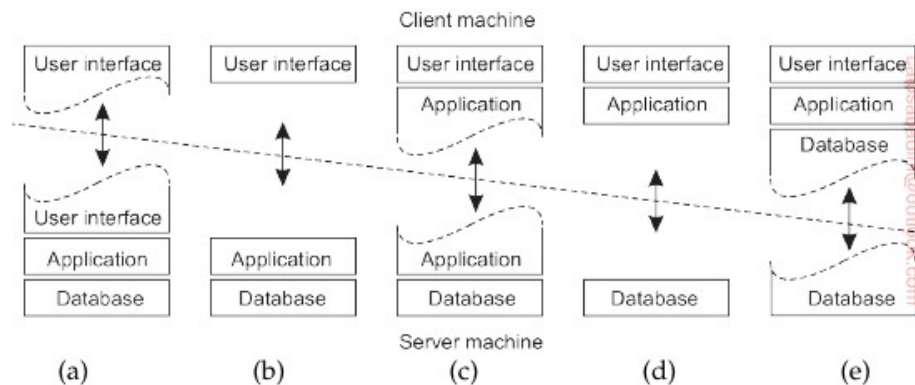 Client machine
User interface User interface User interface User interface User interface
Application Application Application
Database
User interface
Application Application Application
Database Database Database Database Database
Server machine
(a) (b) (c) (d) (e)